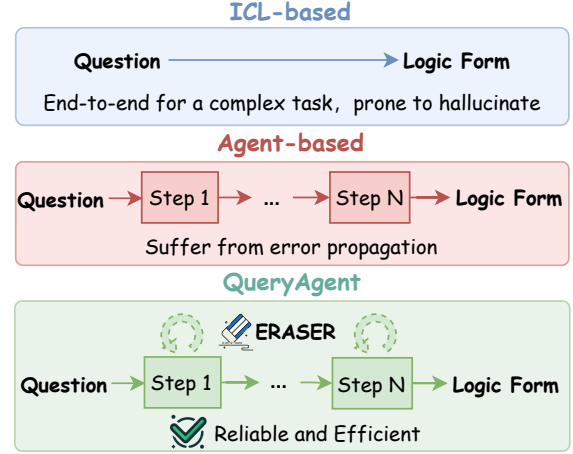 ICL-based
Question Logic Form
End-to-end for a complex task, prone to hallucinate
Agent-based
Question Step 1 ... Step N Logic Form
Suffer from error propagation
QueryAgent
ERASER
Question Step 1 ... Step N Logic Form
Reliable and Efficient